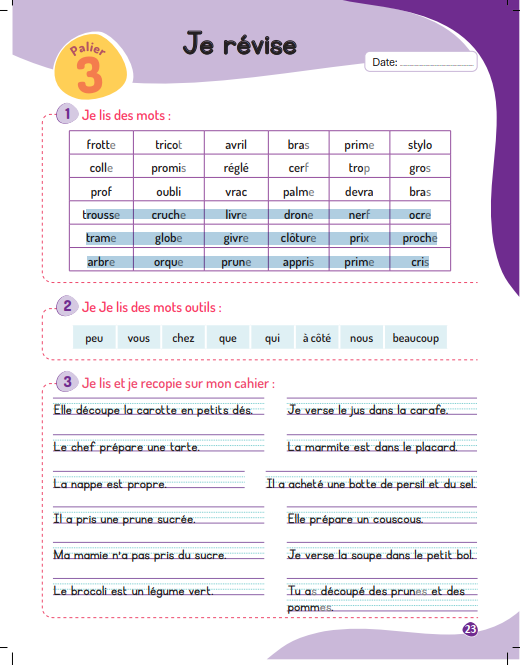 Palier
3
Je révise
Date:
1 Je lis des mots :
frotte tricot avril bras prime stylo
colle promis réglé cerf trop gros
prof oubli vrac palme devra bras
trousse cruche livre drone nerf ocre
trame globe givre clôture prix proche
arbre orque prune appris prime cris
2 Je Je lis des mots outils :
peu vous chez que qui à côté nous beaucoup
3 Je lis et je recopie sur mon cahier :
Elle découpe la carotte en petits dés. Je verse le jus dans la carafe.
Le chef prépare une tarte. La marmite est dans le placard.
La nappe est propre. Il a acheté une botte de persil et du sel.
Il a pris une prune sucrée. Elle prépare un couscous.
Ma mamie n'a pas pris du sucre. Je verse la soupe dans le petit bol.
Le brocoli est un légume vert. Tu as découpé des prunes et des
pommes.
23